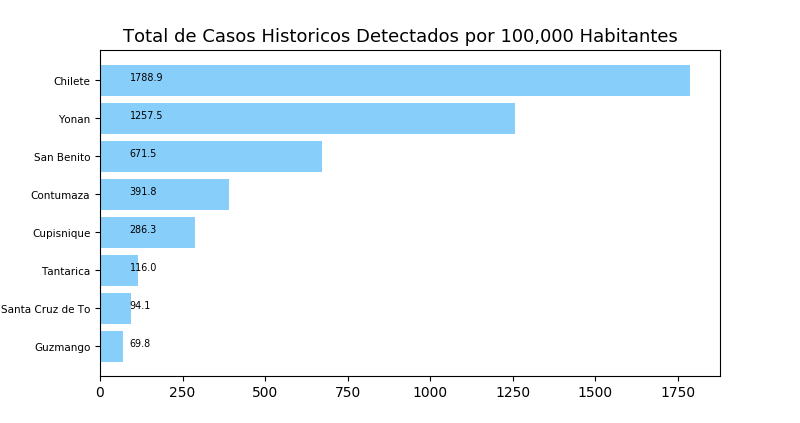 Total de Casos Historicos Detectados por 100,000 Habitantes
Chilete 1788.9
Yonan 1257.5
San Benito 671.5
Contumaza 391.8
Cupisnique 286.3
Tantarica 116.0
Santa Cruz de To 94.1
Guzmango 69.8
0 250 500 750 1000 1250 1500 1750